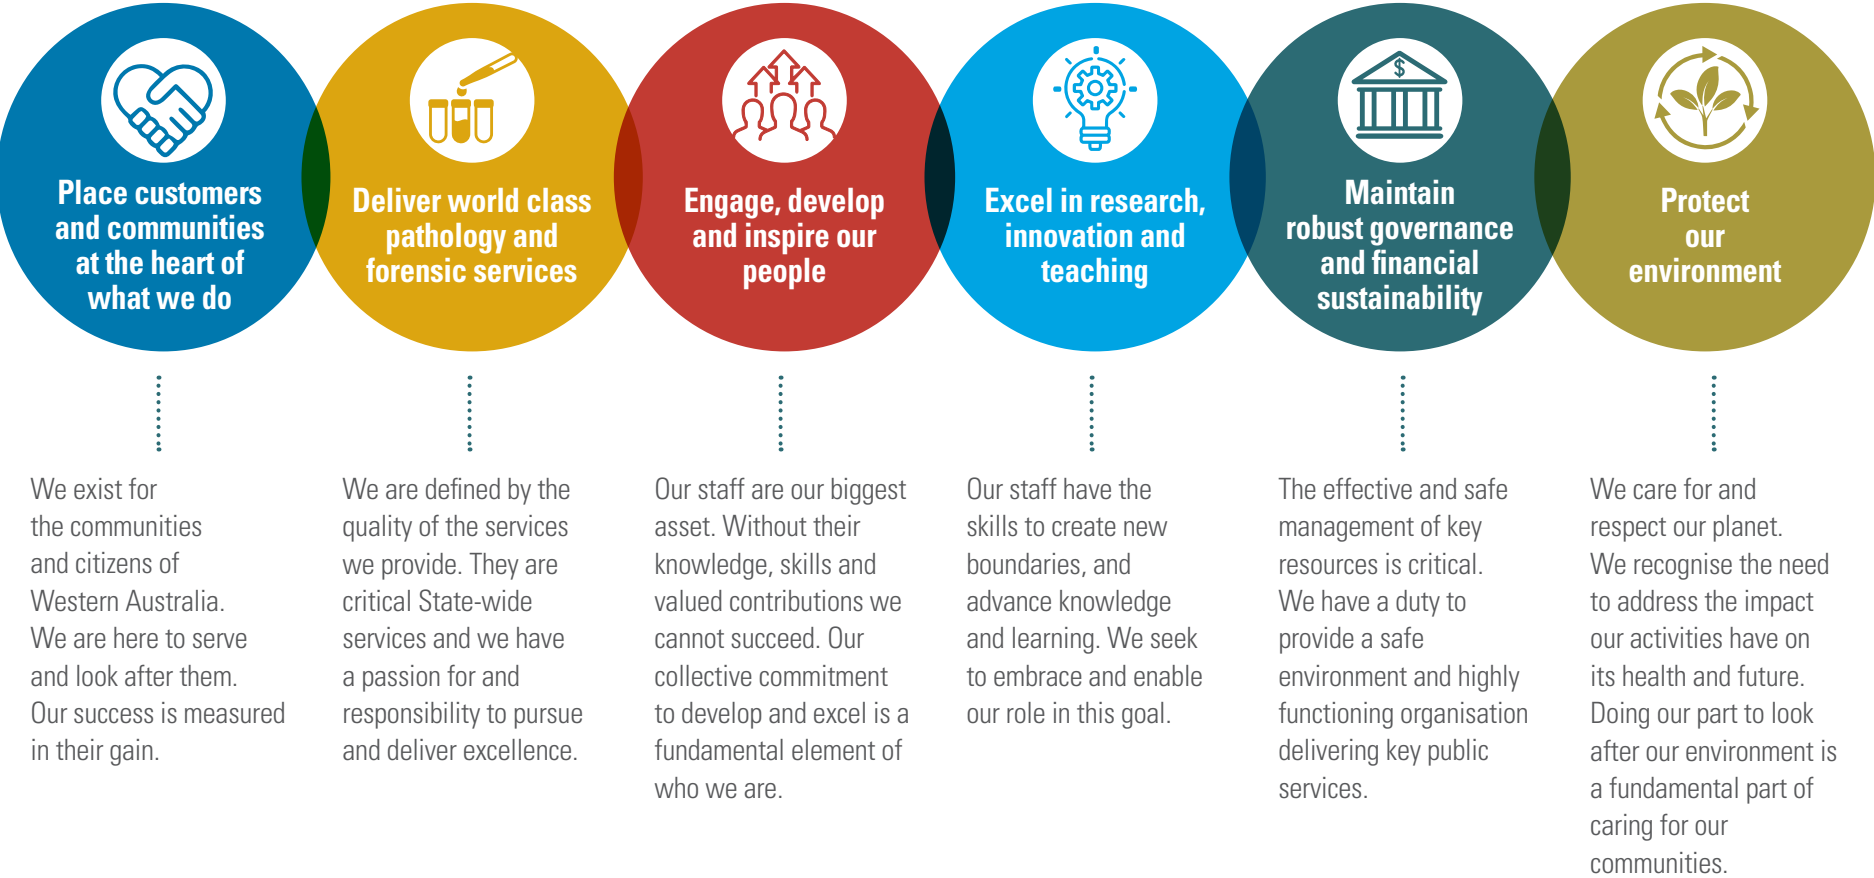 $
Place customers
and communities
at the heart of
what we do
Deliver world class
pathology and
forensic services
Engage, develop
and inspire our
people
Excel in research,
innovation and
teaching
Maintain
robust governance
and financial
sustainability
Protect
our
environment
We exist for
the communities
and citizens of
Western Australia.
We are here to serve
and look after them.
Our success is measured
in their gain.
We are defined by the
quality of the services
we provide. They are
critical State-wide
services and we have
a passion for and
responsibility to pursue
and deliver excellence.
Our staff are our biggest
asset. Without their
knowledge, skills and
valued contributions we
cannot succeed. Our
collective commitment
to develop and excel is a
fundamental element of
who we are.
Our staff have the
skills to create new
boundaries, and
advance knowledge
and learning. We seek
to embrace and enable
our role in this goal.
The effective and safe
management of key
resources is critical.
We have a duty to
provide a safe
environment and highly
functioning organisation
delivering key public
services.
We care for and
respect our planet.
We recognise the need
to address the impact
our activities have on
its health and future.
Doing our part to look
after our environment is
a fundamental part of
caring for our
communities.